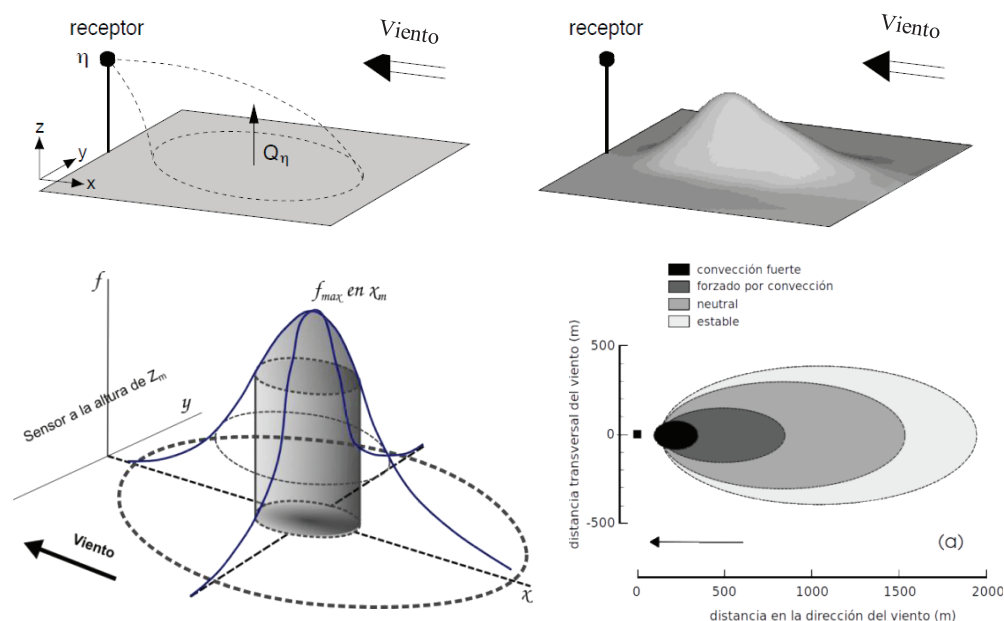 receptor
Viento
η
z
y
x
Qη
receptor
Viento
f
fmax en xm
Sensor a la altura de Zm
y
Viento
x
convección fuerte
forzado por convección
neutral
estable
distancia transversal del viento (m)
500
0
-500
(a)
0
500
1000
1500
2000
distancia en la dirección del viento (m)